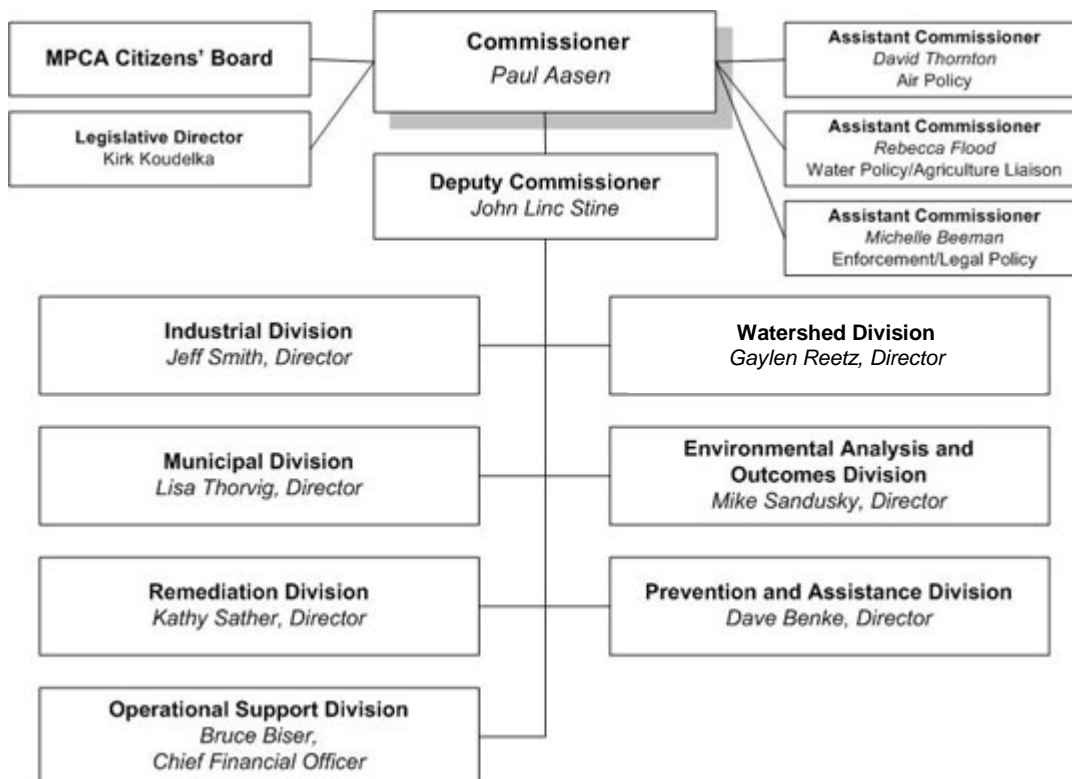 MPCA Citizens' Board
Legislative Director
Kirk Koudelka
Commissioner
Paul Aasen
Deputy Commissioner
John Linc Stine
Assistant Commissioner
David Thornton
Air Policy
Assistant Commissioner
Rebecca Flood
Water Policy/Agriculture Liaison
Assistant Commissioner
Michelle Beeman
Enforcement/Legal Policy
Industrial Division
Jeff Smith, Director
Watershed Division
Gaylen Reetz, Director
Municipal Division
Lisa Thorvig, Director
Environmental Analysis and
Outcomes Division
Mike Sandusky, Director
Remediation Division
Kathy Sather, Director
Prevention and Assistance Division
Dave Benke, Director
Operational Support Division
Bruce Biser,
Chief Financial Officer